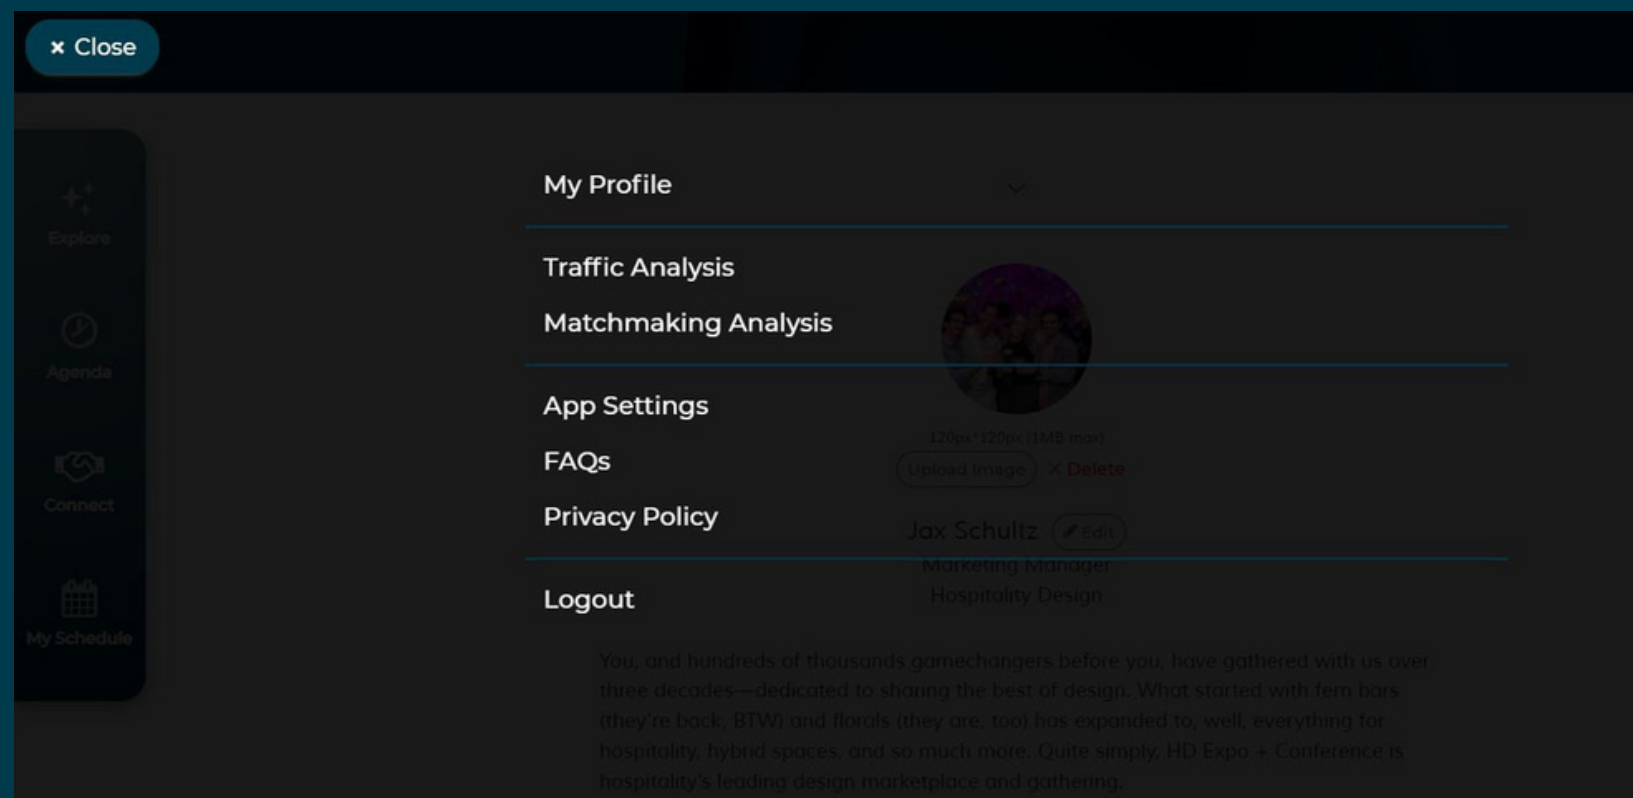 × Close
Explore
Agenda
Connect
My Schedule
My Profile
Traffic Analysis
Matchmaking Analysis
App Settings
FAQs
Privacy Policy
Logout
120px*120px (1MB max)
Upload Image × Delete
Jax Schultz Edit
Marketing Manager
Hospitality Design
You, and hundreds of thousands gamechangers before you, have gathered with us over
three decades—dedicated to sharing the best of design. What started with fern bars
(they're back, BTW) and florals (they are, too) has expanded to, well, everything for
hospitality, hybrid spaces, and so much more. Quite simply, HD Expo + Conference is
hospitality's leading design marketplace and gathering.